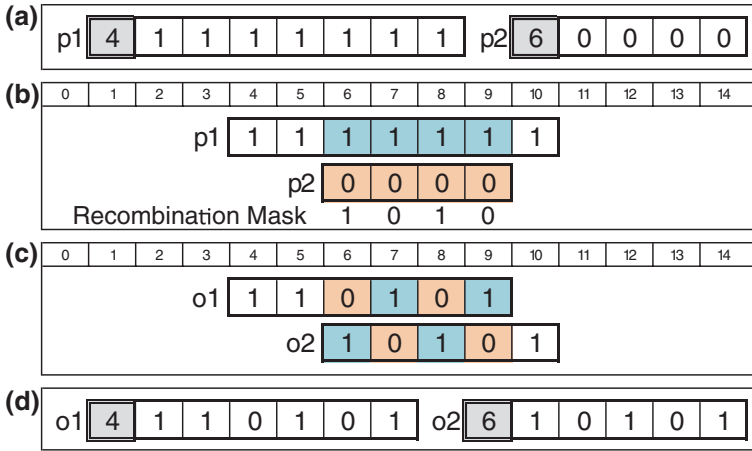 (a) p1 4 1 1 1 1 1 1 1 p2 6 0 0 0 0
(b) 0 1 2 3 4 5 6 7 8 9 10 11 12 13 14
p1 1 1 1 1 1 1 1
p2 0 0 0 0
Recombination Mask 1 0 1 0
(c) 0 1 2 3 4 5 6 7 8 9 10 11 12 13 14
o1 1 1 0 1 0 1
o2 1 0 1 0 1
(d) o1 4 1 1 0 1 0 1 o2 6 1 0 1 0 1